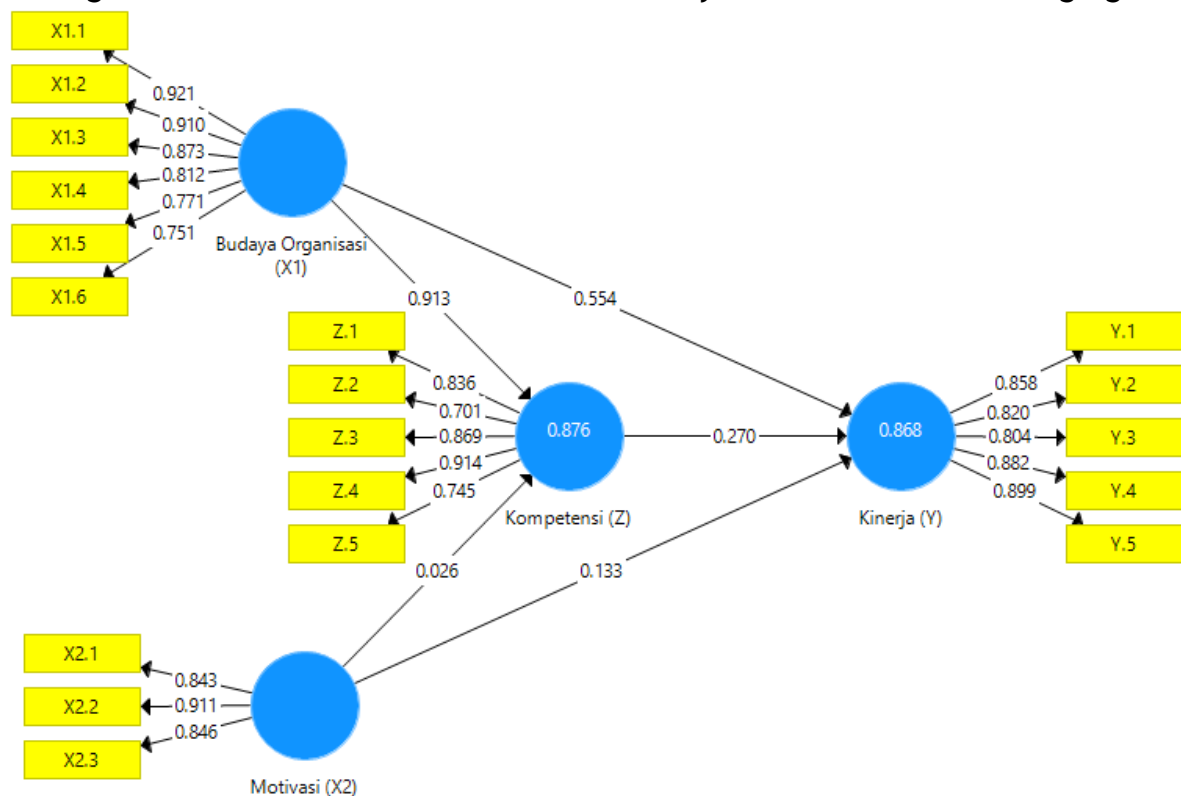 X1.1
X1.2
X1.3
X1.4
X1.5
X1.6
0.921
0.910
0.873
0.812
0.771
0.751
Budaya Organisasi
(X1)
0.913
0.554
Z.1
Z.2
Z.3
Z.4
Z.5
0.836
0.701
0.869
0.914
0.745
0.876
Kompetensi (Z)
0.270
0.868
Kinerja (Y)
0.858
0.820
0.804
0.882
0.899
Y.1
Y.2
Y.3
Y.4
Y.5
0.026
0.133
X2.1
X2.2
X2.3
0.843
0.911
0.846
Motivasi (X2)